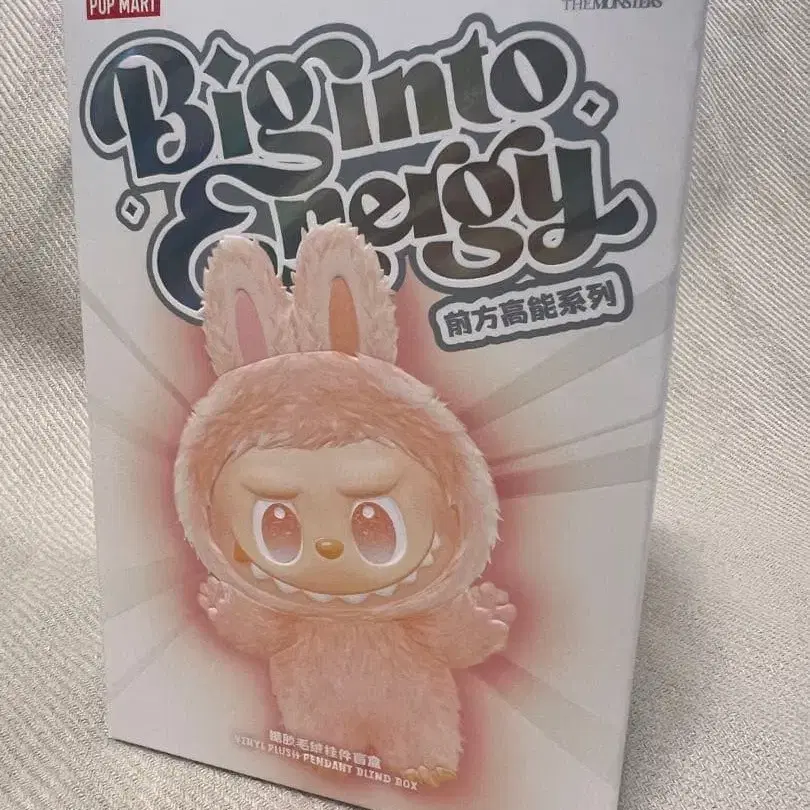 POP MART
THE MONSTERS
Big into
Energy
前方高能系列
搪胶毛绒挂件盲盒
VINYL PLUSH PENDANT BLIND BOX